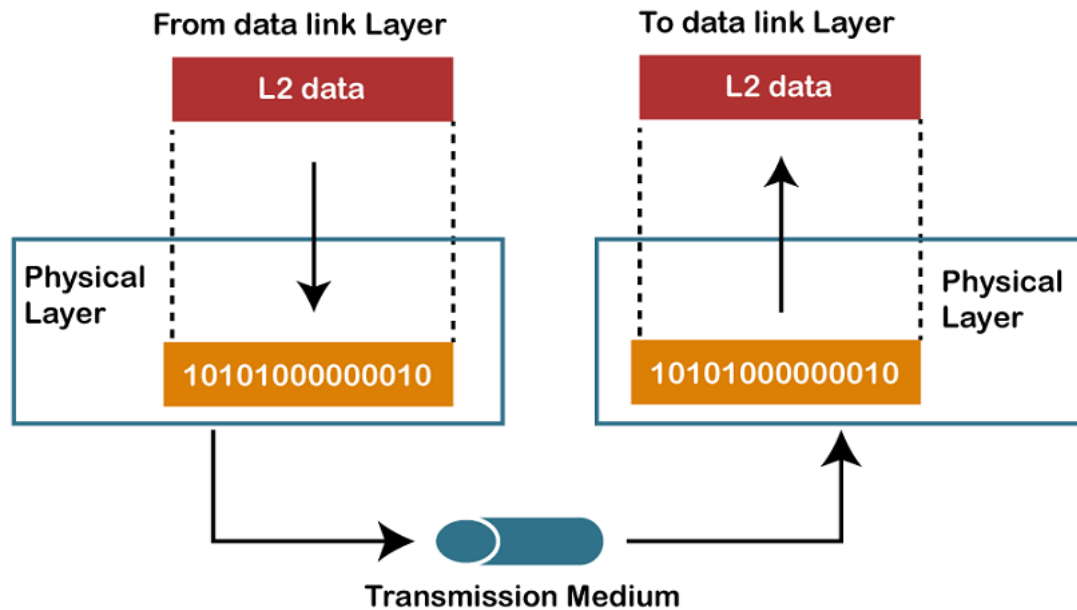 From data link Layer
To data link Layer
L2 data
L2 data
Physical
Layer
Physical
Layer
10101000000010
10101000000010
Transmission Medium